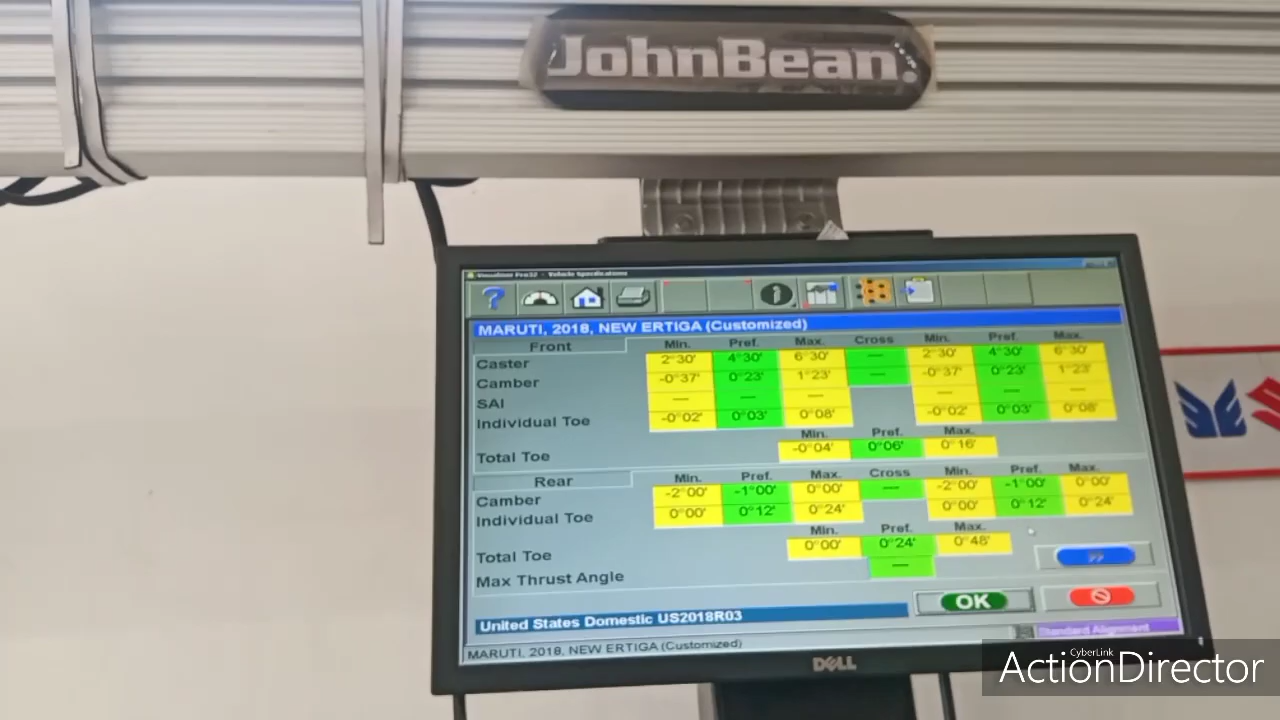 JohnBean.
Visualiner Pro32 - Vehicle Specifications
MARUTI, 2018, NEW ERTIGA (Customized)
Front Min. Pref. Max. Cross Min. Pref. Max.
Caster 2°30' 4°30' 6°30' — 2°30' 4°30' 6°30'
Camber -0°37' 0°23' 1°23' — -0°37' 0°23' 1°23'
SAI — — — — — —
Individual Toe -0°02' 0°03' 0°08' -0°02' 0°03' 0°08'
Min. Pref. Max.
Total Toe -0°04' 0°06' 0°16'
Rear Min. Pref. Max. Cross Min. Pref. Max.
Camber -2°00' -1°00' 0°00' — -2°00' -1°00' 0°00'
Individual Toe 0°00' 0°12' 0°24' 0°00' 0°12' 0°24'
Min. Pref. Max.
Total Toe 0°00' 0°24' 0°48'
Max Thrust Angle —
OK
United States Domestic US2018R03
Standard Alignment
MARUTI, 2018, NEW ERTIGA (Customized)
DELL
CyberLink
ActionDirector